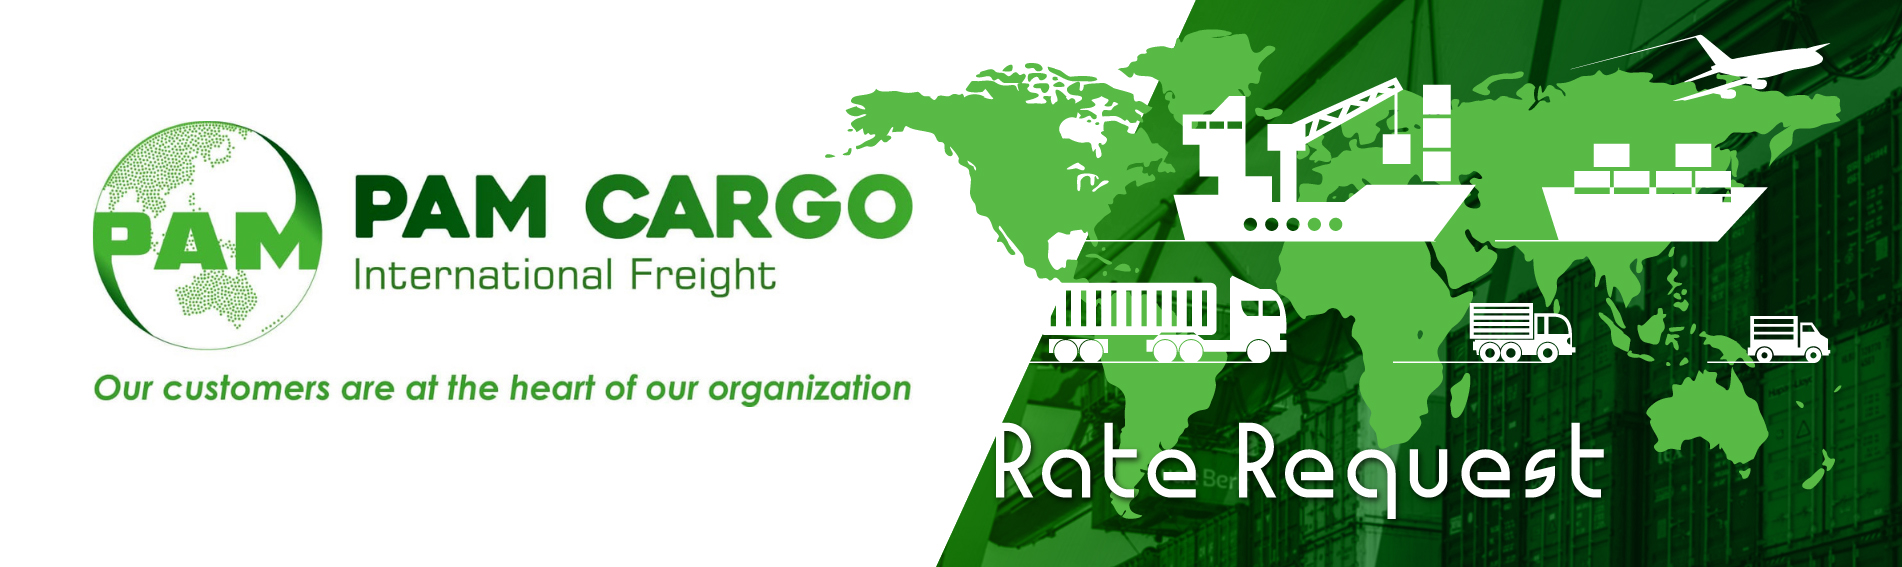 PAM
PAM CARGO
International Freight
Our customers are at the heart of our organization
Rate Request